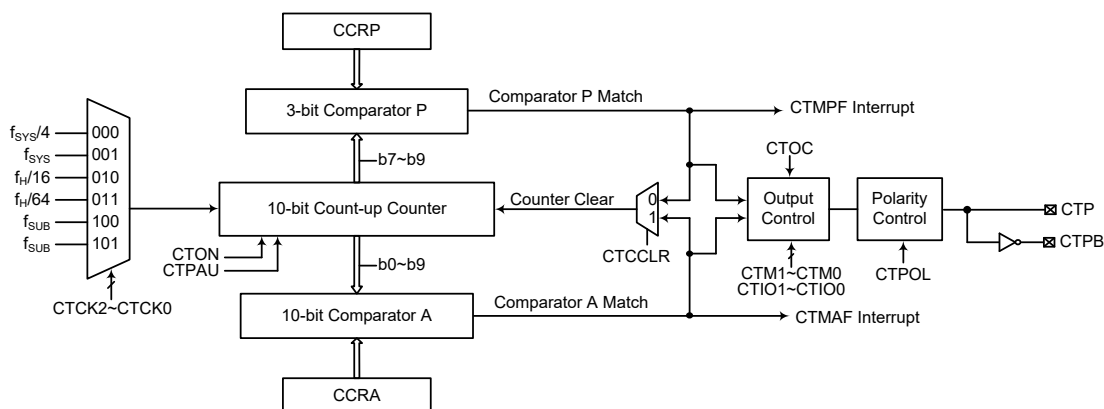 CCRP
3-bit Comparator P
Comparator P Match
CTMPF Interrupt
fSYS/4
000
fSYS
001
fH/16
010
fH/64
011
fSUB
100
fSUB
101
CTCK2~CTCK0
b7~b9
10-bit Count-up Counter
CTON
CTPAU
b0~b9
Counter Clear
0
1
CTCCLR
CTOC
Output
Control
CTM1~CTM0
CTIO1~CTIO0
Polarity
Control
CTPOL
CTP
CTPB
10-bit Comparator A
Comparator A Match
CTMAF Interrupt
CCRA